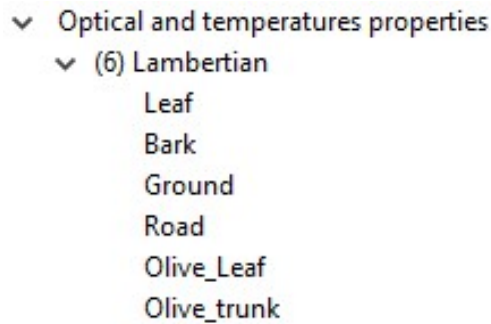 Optical and temperatures properties
(6) Lambertian
Leaf
Bark
Ground
Road
Olive_Leaf
Olive_trunk